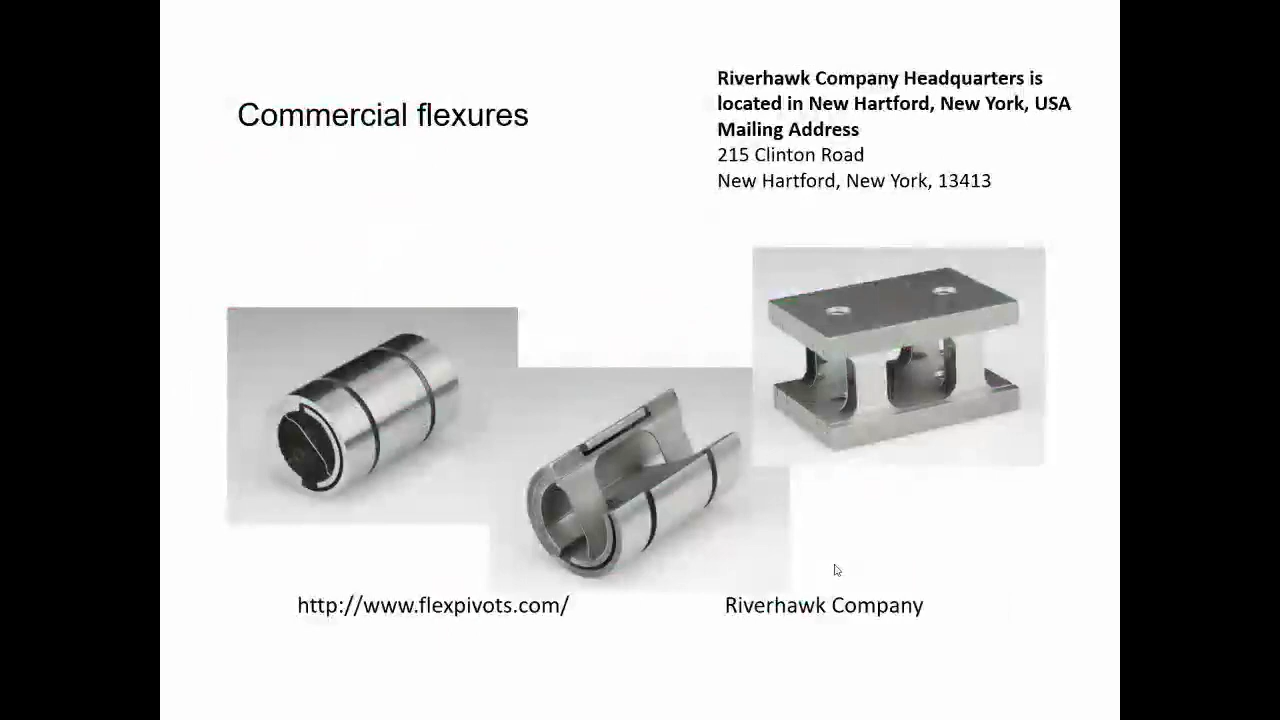 Commercial flexures
Riverhawk Company Headquarters is
located in New Hartford, New York, USA
Mailing Address
215 Clinton Road
New Hartford, New York, 13413
http://www.flexpivots.com/
Riverhawk Company